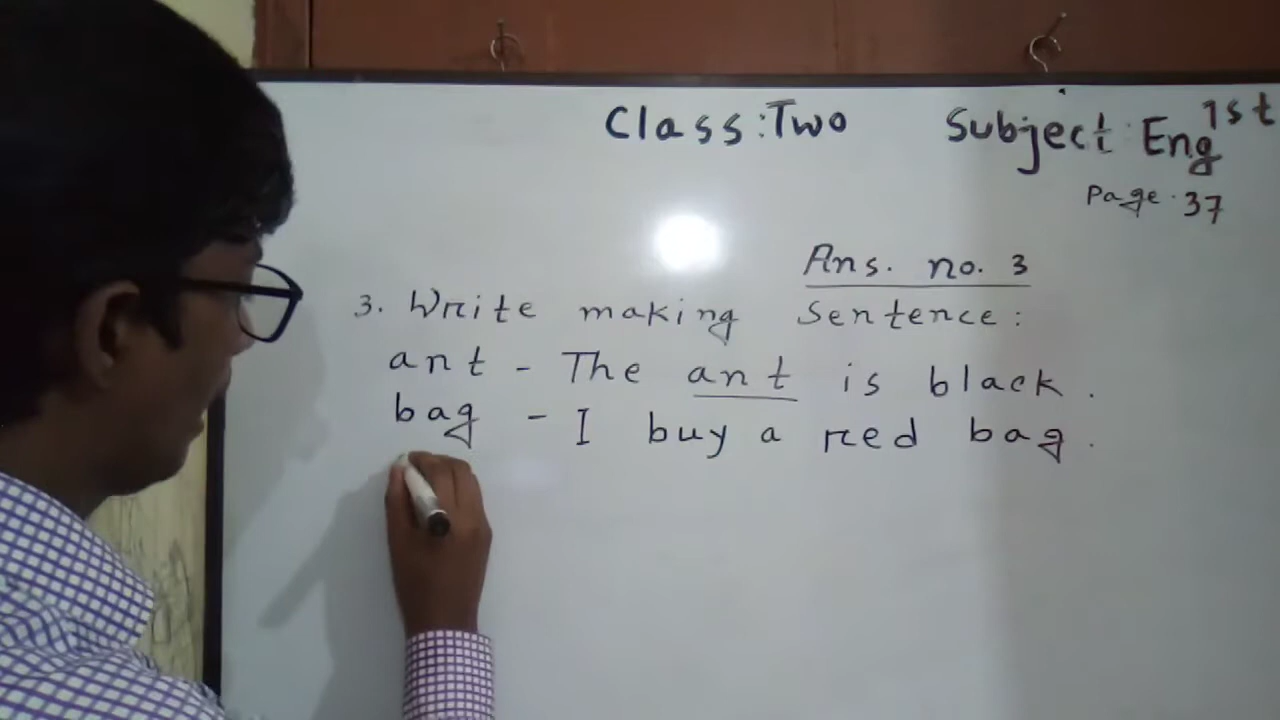 Class: Two Subject: Eng 1st
Page. 37
Ans. no. 3
3. Write making Sentence:
ant - The ant is black.
bag - I buy a red bag.